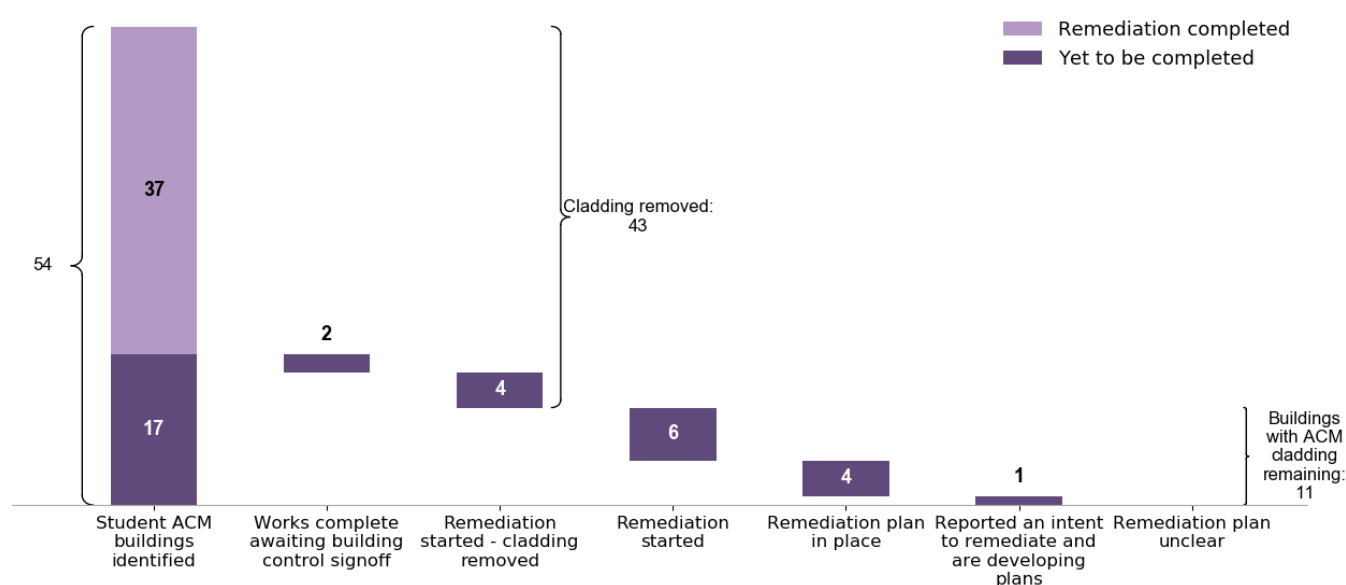 Remediation completed
Yet to be completed
37
54
17
2
4
6
4
1
Cladding removed:
43
Buildings
with ACM
cladding
remaining:
11
Student ACM
buildings
identified
Works complete
awaiting building
control signoff
Remediation
started - cladding
removed
Remediation
started
Remediation plan
in place
Reported an intent
to remediate and
are developing
plans
Remediation plan
unclear